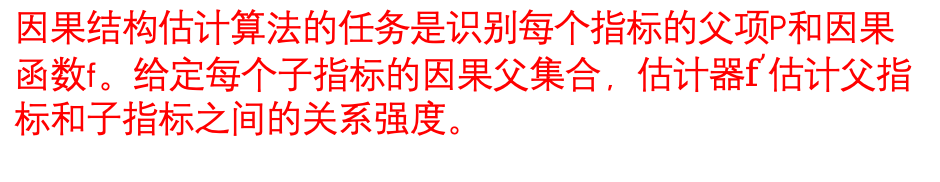 因果结构估计算法的任务是识别每个指标的父项P和因果
函数f。给定每个子指标的因果父集合，估计器f′估计父指
标和子指标之间的关系强度。